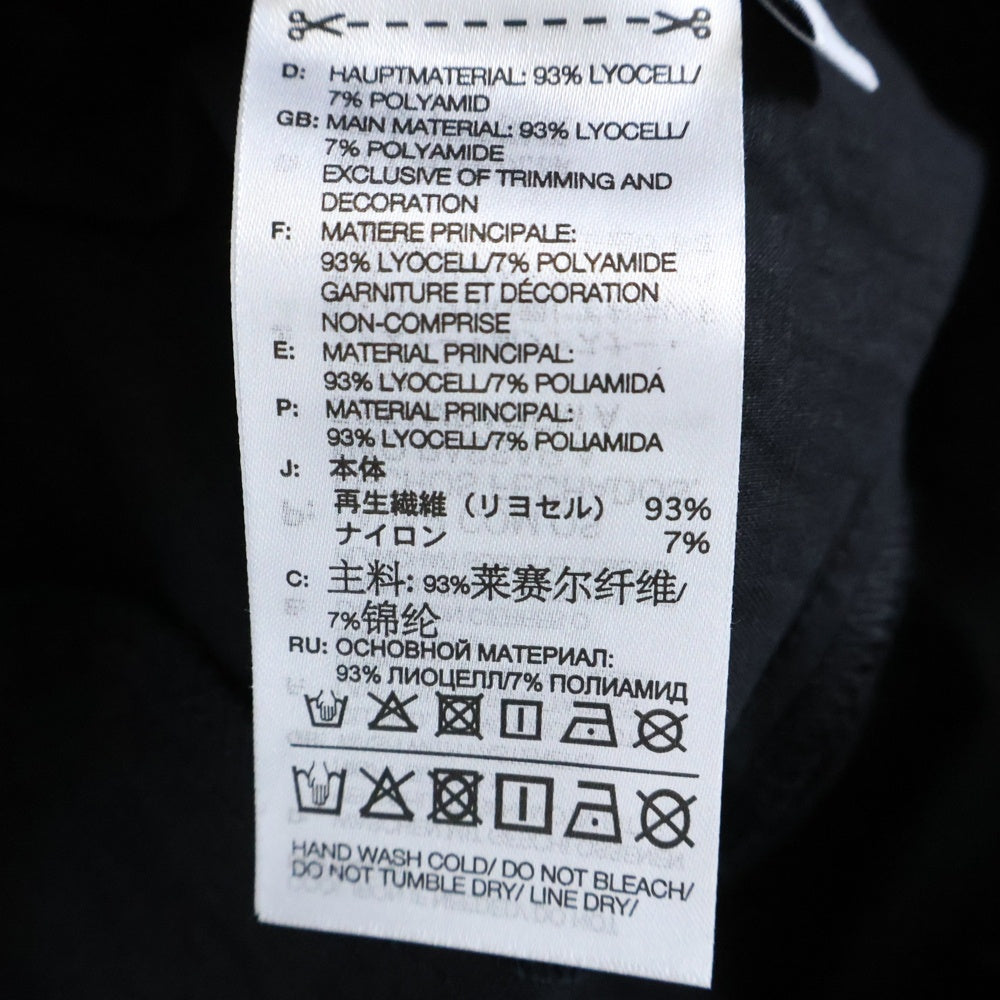 D: HAUPTMATERIAL: 93% LYOCELL/
7% POLYAMID
GB: MAIN MATERIAL: 93% LYOCELL/
7% POLYAMIDE
EXCLUSIVE OF TRIMMING AND
DECORATION
F: MATIERE PRINCIPALE:
93% LYOCELL/7% POLYAMIDE
GARNITURE ET DÉCORATION
NON-COMPRISE
E: MATERIAL PRINCIPAL:
93% LYOCELL/7% POLIAMIDA
P: MATERIAL PRINCIPAL:
93% LYOCELL/7% POLIAMIDA
J: 本体
再生繊維（リヨセル） 93%
ナイロン 7%
C: 主料: 93%莱赛尔纤维/
7%锦纶
RU: ОСНОВНОЙ МАТЕРИАЛ:
93% ЛИОЦЕЛЛ/7% ПОЛИАМИД
HAND WASH COLD/ DO NOT BLEACH/
DO NOT TUMBLE DRY/ LINE DRY/